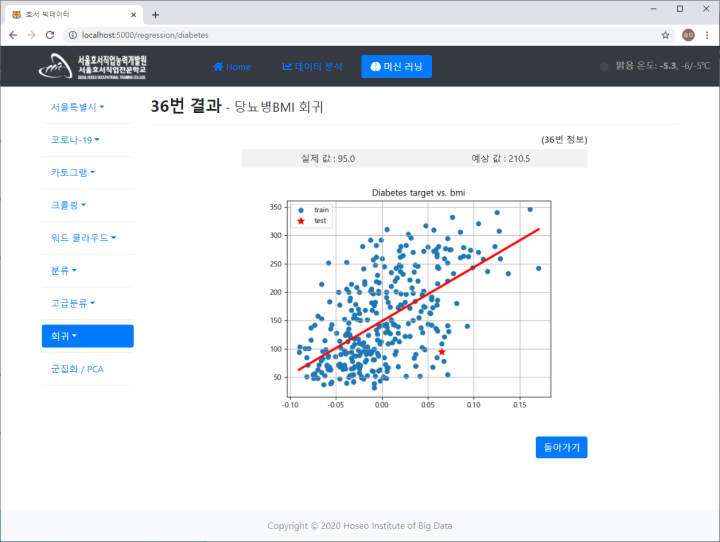 호서 빅데이터
localhost:5000/regression/diabetes
서울호서직업능력개발원
서울호서직업전문학교
SEOUL HOSEO OCCUPATIONAL TRAINING COLLEGE
Home
데이터 분석
머신 러닝
맑음 온도: -5.3, -6/-5℃
서울특별시
코로나-19
카토그램
크롤링
워드 클라우드
분류
고급분류
회귀
군집화 / PCA
36번 결과 - 당뇨병BMI 회귀
(36번 정보)
실제 값 : 95.0
예상 값 : 210.5
Diabetes target vs. bmi
train
test
350
300
250
200
150
100
50
-0.10 -0.05 0.00 0.05 0.10 0.15
돌아가기
Copyright © 2020 Hoseo Institute of Big Data